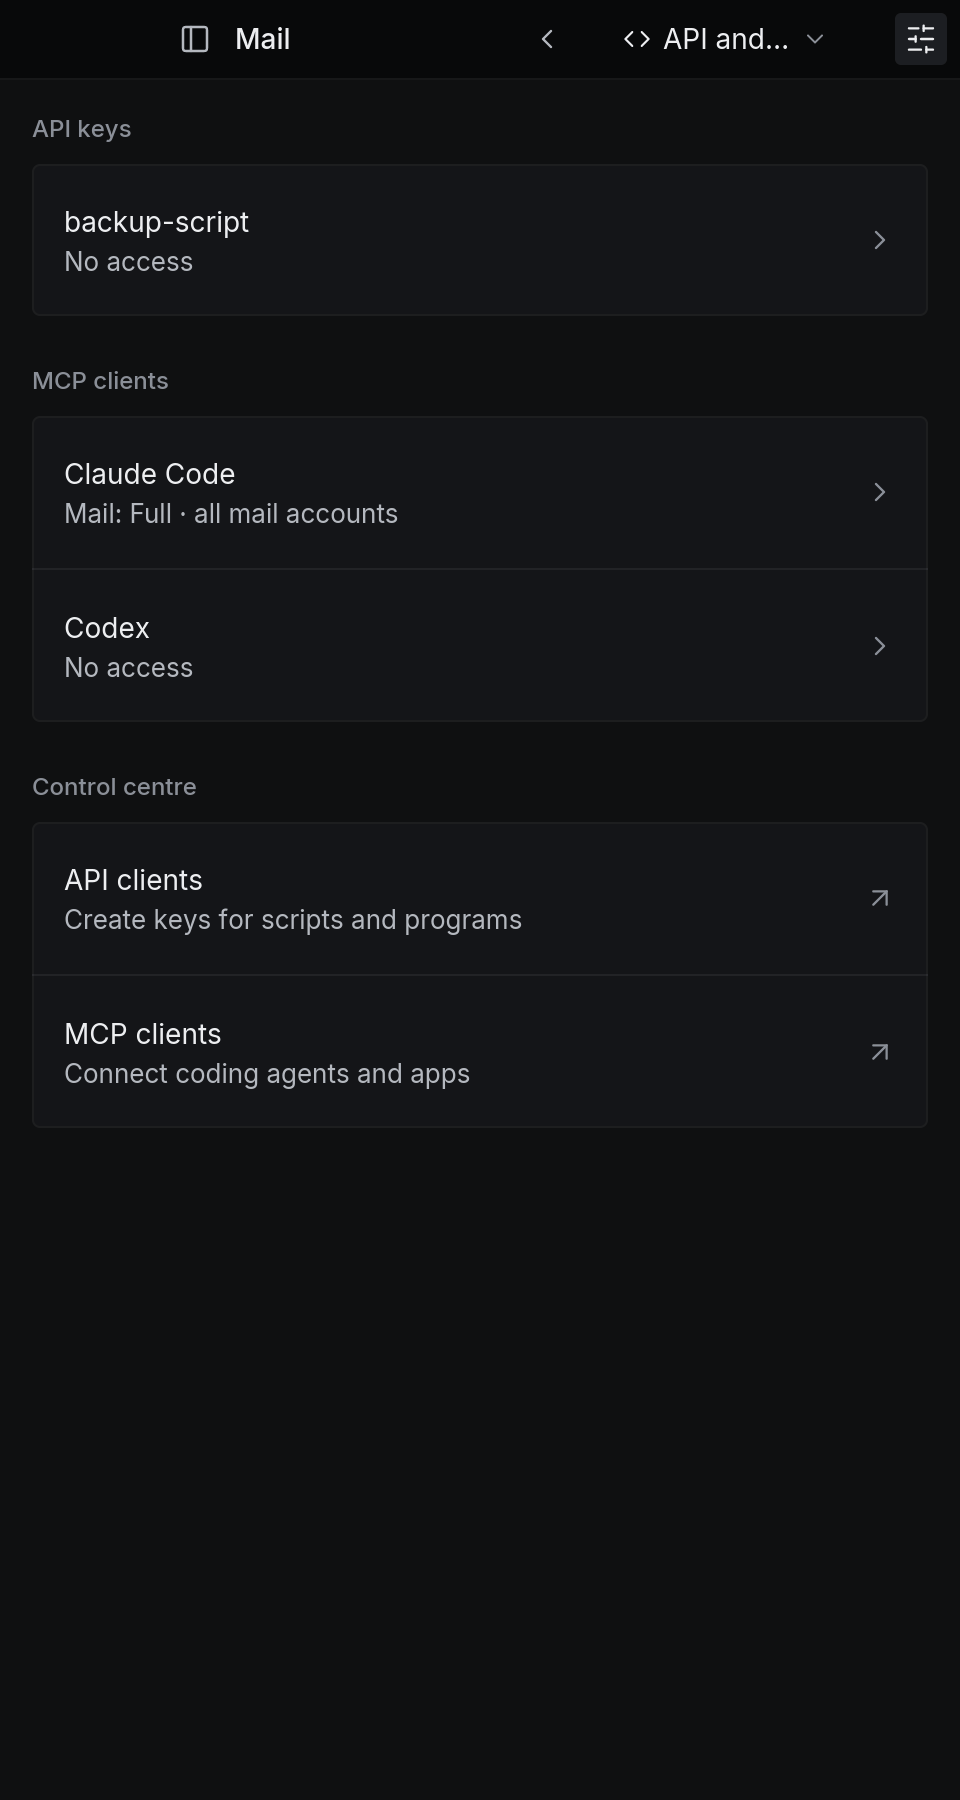 Mail
API and...
API keys
backup-script
No access
MCP clients
Claude Code
Mail: Full · all mail accounts
Codex
No access
Control centre
API clients
Create keys for scripts and programs
MCP clients
Connect coding agents and apps